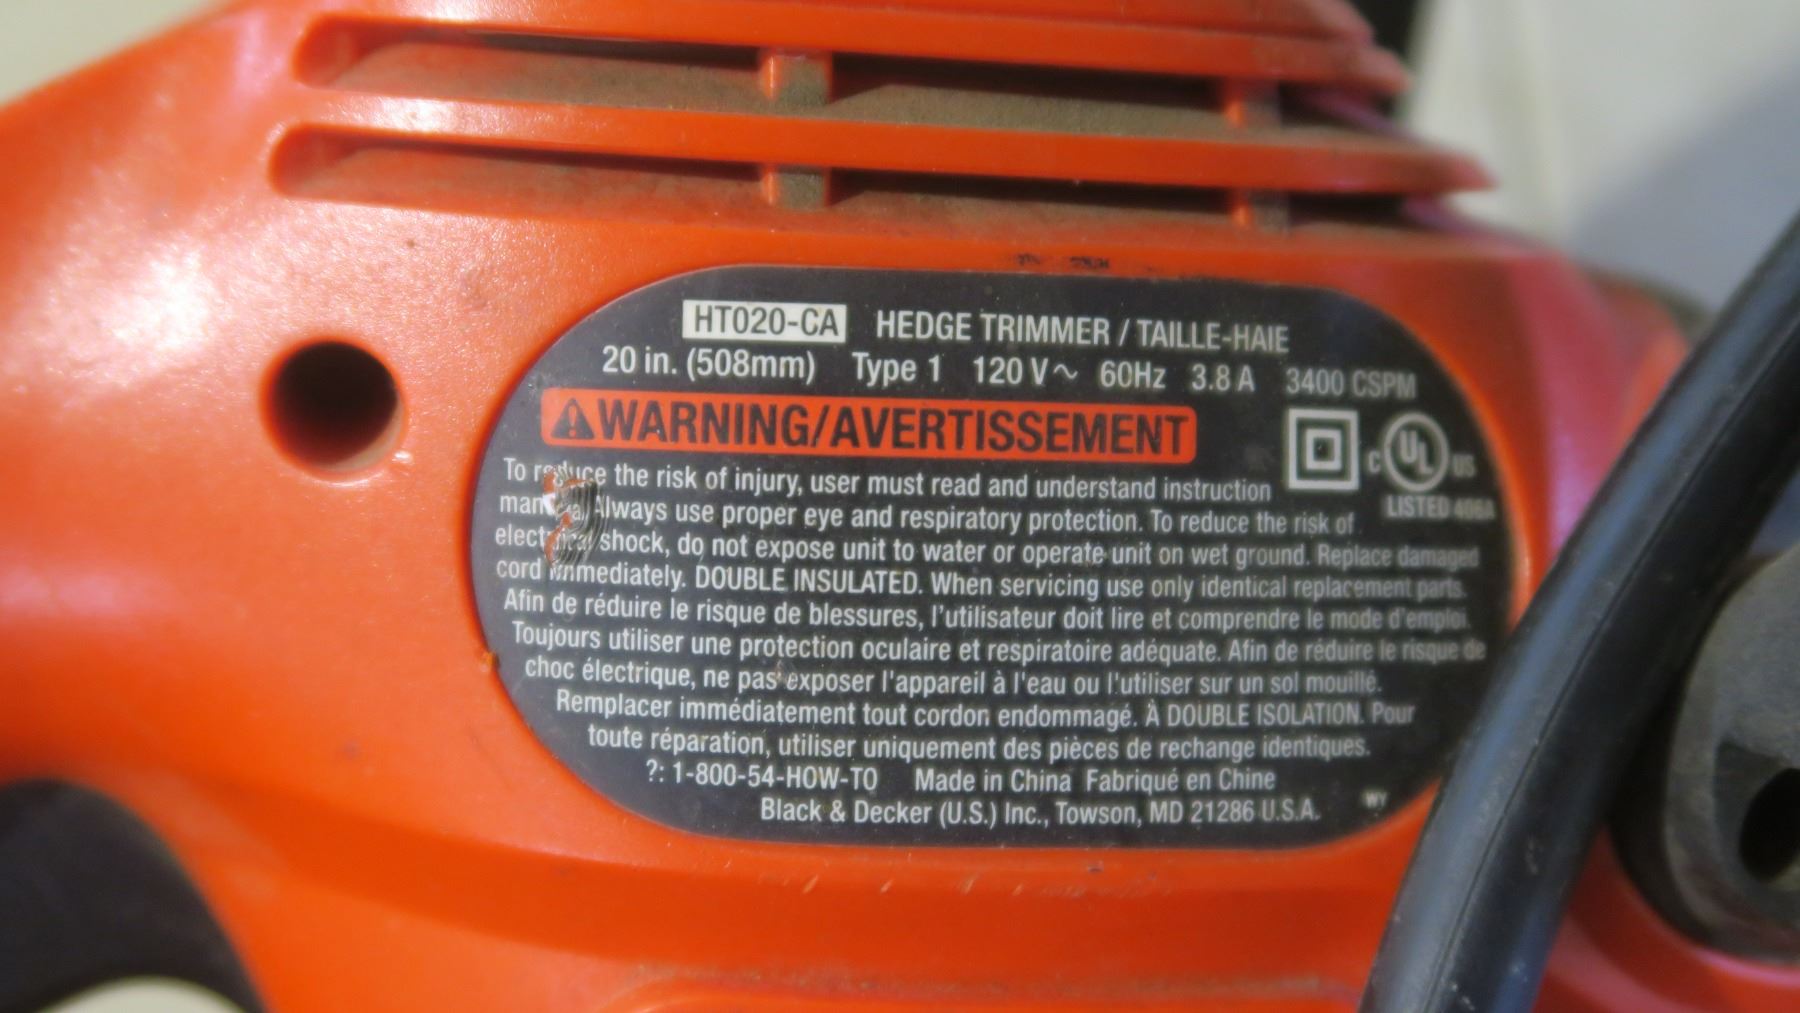 HT020-CA HEDGE TRIMMER / TAILLE-HAIE
20 in. (508mm) Type 1 120 V~ 60Hz 3.8 A 3400 CSPM
WARNING/AVERTISSEMENT
To reduce the risk of injury, user must read and understand instruction
Always use proper eye and respiratory protection. To reduce the risk of
electrical shock, do not expose unit to water or operate unit on wet ground. Replace damaged
cord immediately. DOUBLE INSULATED. When servicing use only identical replacement parts.
Afin de réduire le risque de blessures, l'utilisateur doit lire et comprendre le mode d'emploi.
Toujours utiliser une protection oculaire et respiratoire adéquate. Afin de réduire le risque de
choc électrique, ne pas exposer l'appareil à l'eau ou l'utiliser sur un sol mouillé.
Remplacer immédiatement tout cordon endommagé. À DOUBLE ISOLATION. Pour
toute réparation, utiliser uniquement des pièces de rechange identiques.
?: 1-800-54-HOW-TO Made in China Fabriqué en Chine
Black & Decker (U.S.) Inc., Towson, MD 21286 U.S.A.
WY
C UL US
LISTED